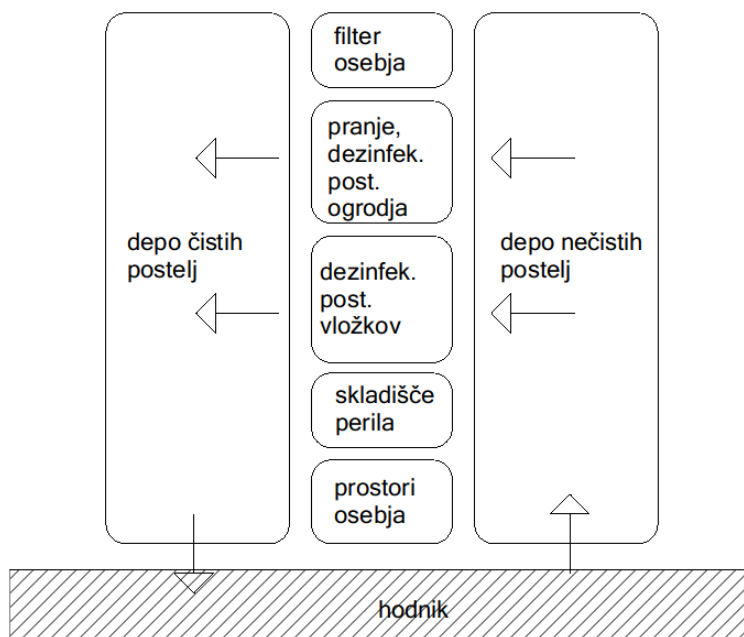 filter
osebja
pranje,
dezinfek.
post.
ogrodja
depo čistih
postelj
dezinfek.
post.
vložkov
depo nečistih
postelj
skladišče
perila
prostori
osebja
hodnik